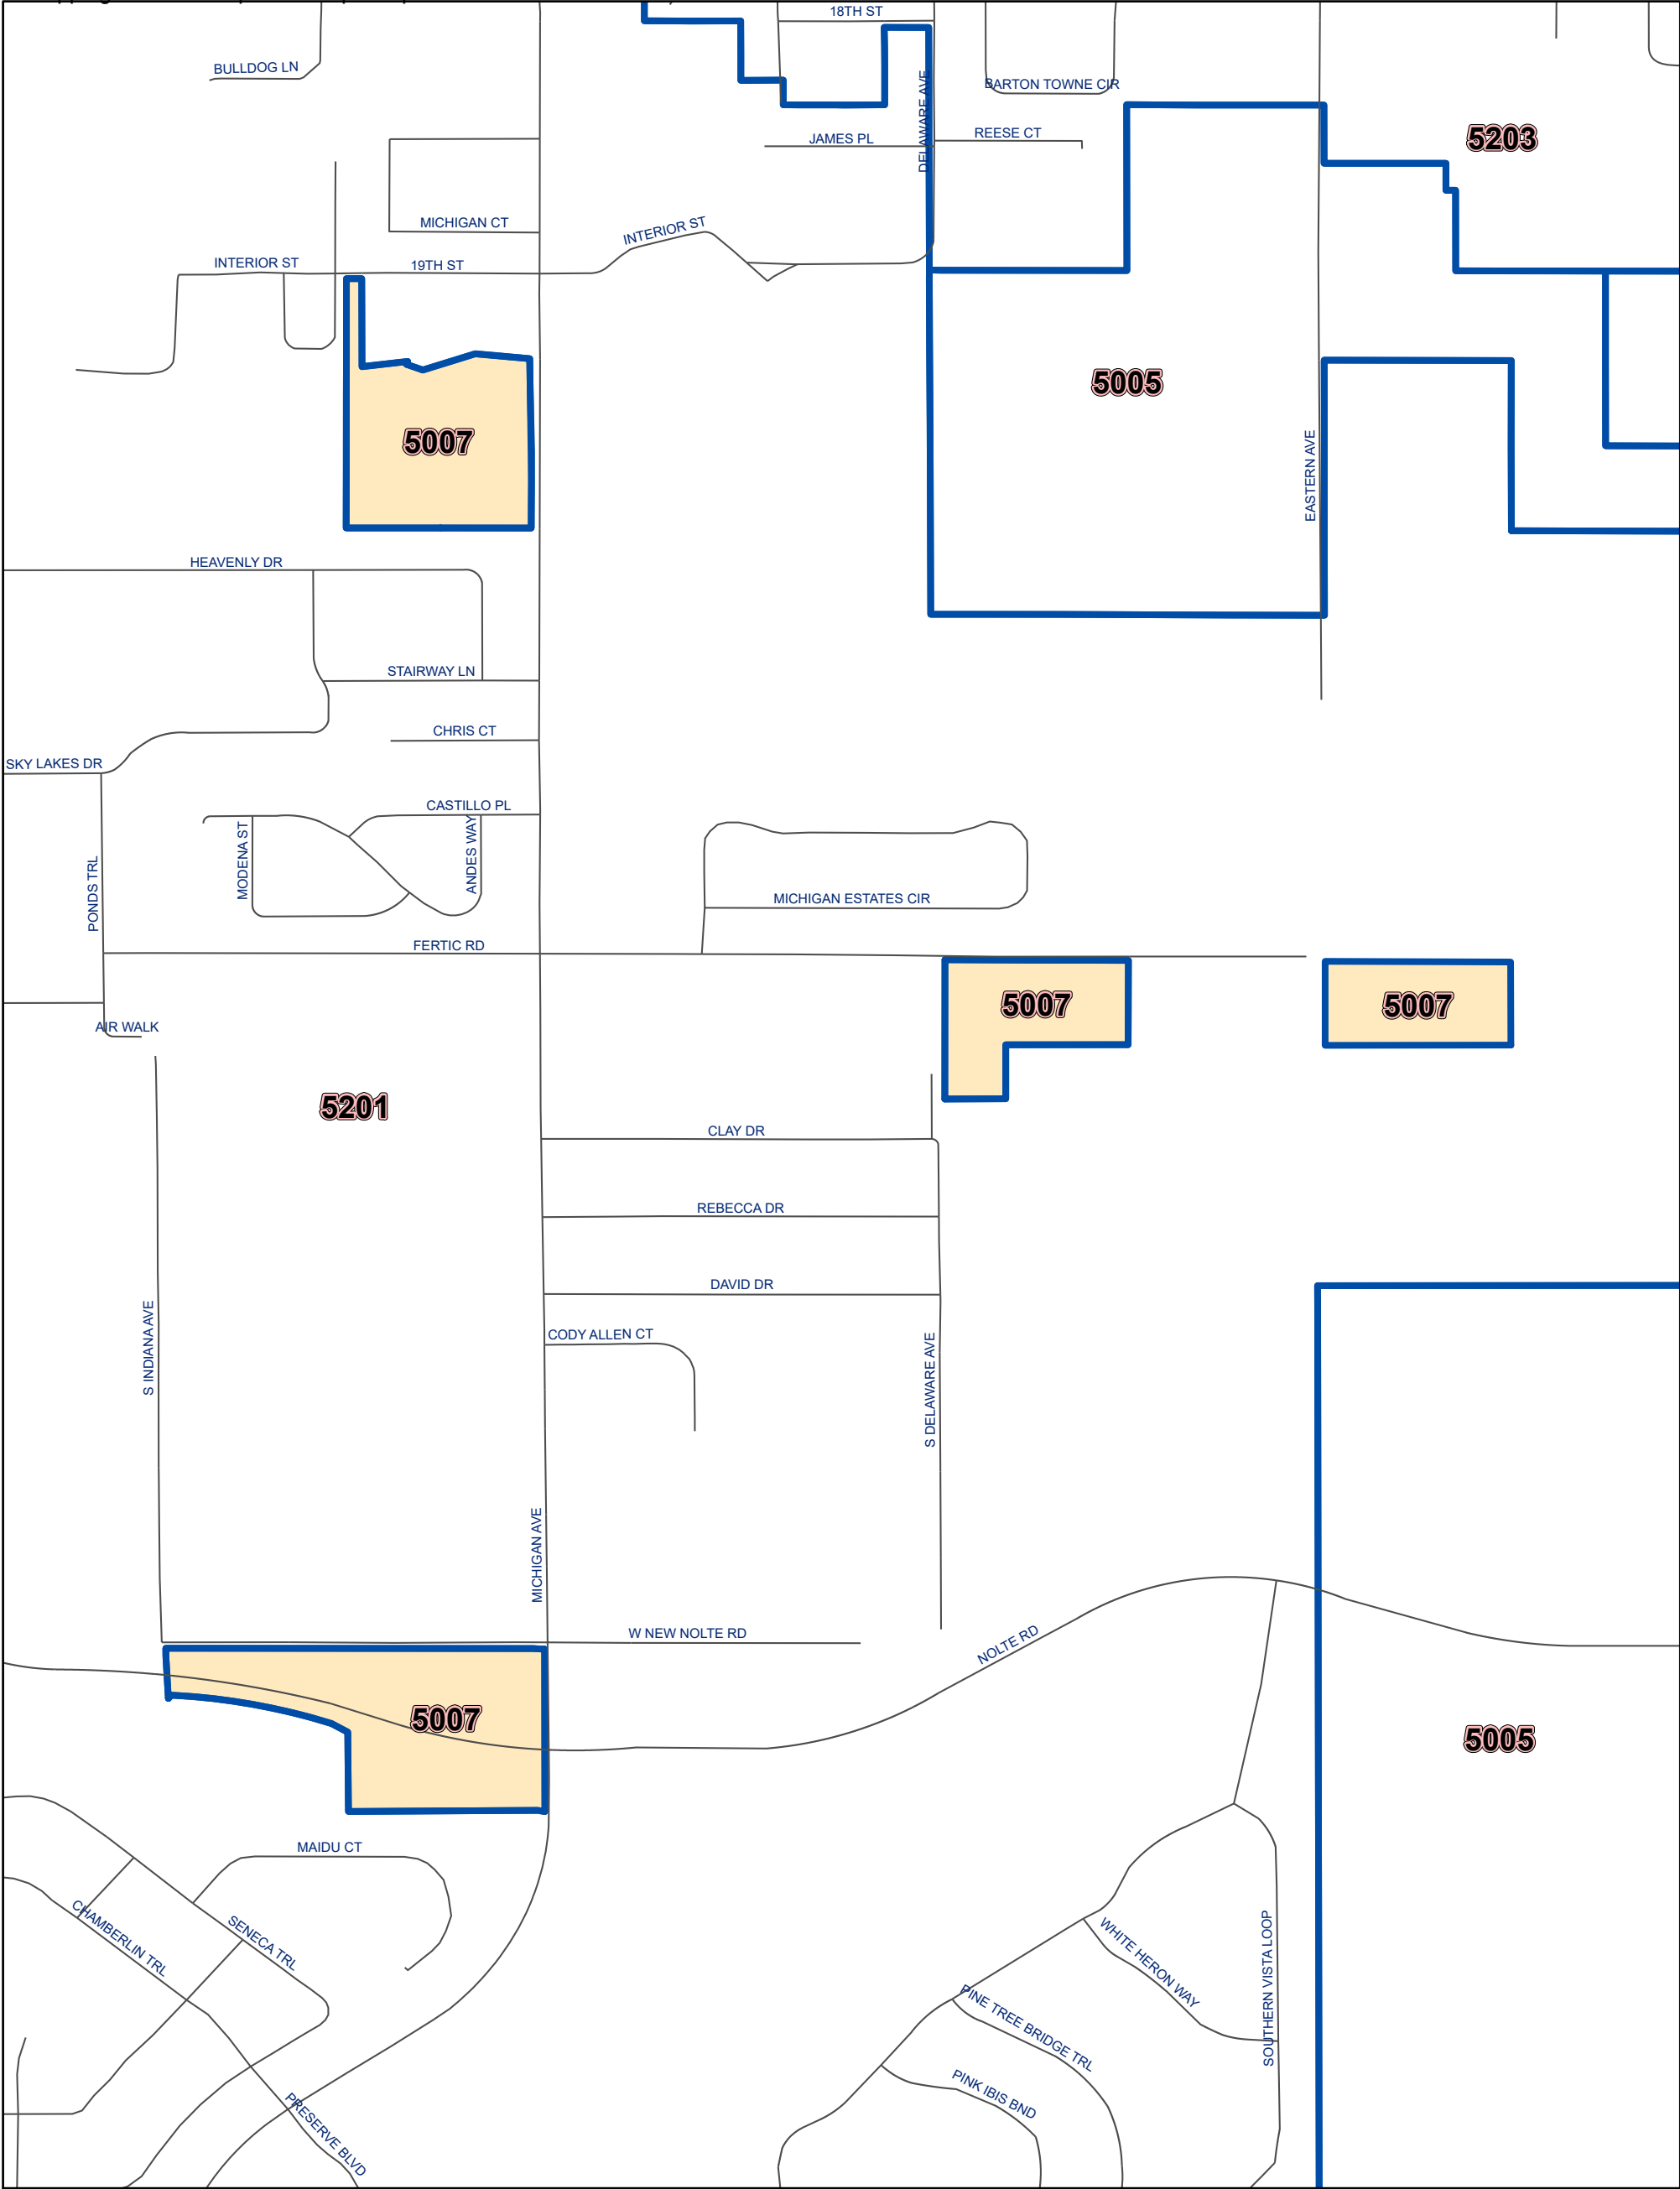 18TH ST
BULLDOG LN
BARTON TOWNE CIR
DELAWARE AVE
JAMES PL
REESE CT
5203
MICHIGAN CT
INTERIOR ST
INTERIOR ST
19TH ST
5005
5007
EASTERN AVE
HEAVENLY DR
STAIRWAY LN
CHRIS CT
SKY LAKES DR
CASTILLO PL
MODENA ST
ANDES WAY
PONDS TRL
MICHIGAN ESTATES CIR
FERTIC RD
5007
5007
AIR WALK
5201
CLAY DR
REBECCA DR
DAVID DR
CODY ALLEN CT
S INDIANA AVE
S DELAWARE AVE
MICHIGAN AVE
W NEW NOLTE RD
NOLTE RD
5007
5005
MAIDU CT
CHAMBERLIN TRL
SENECA TRL
WHITE HERON WAY
SOUTHERN VISTA LOOP
PINE TREE BRIDGE TRL
PINK IBIS BND
PRESERVE BLVD